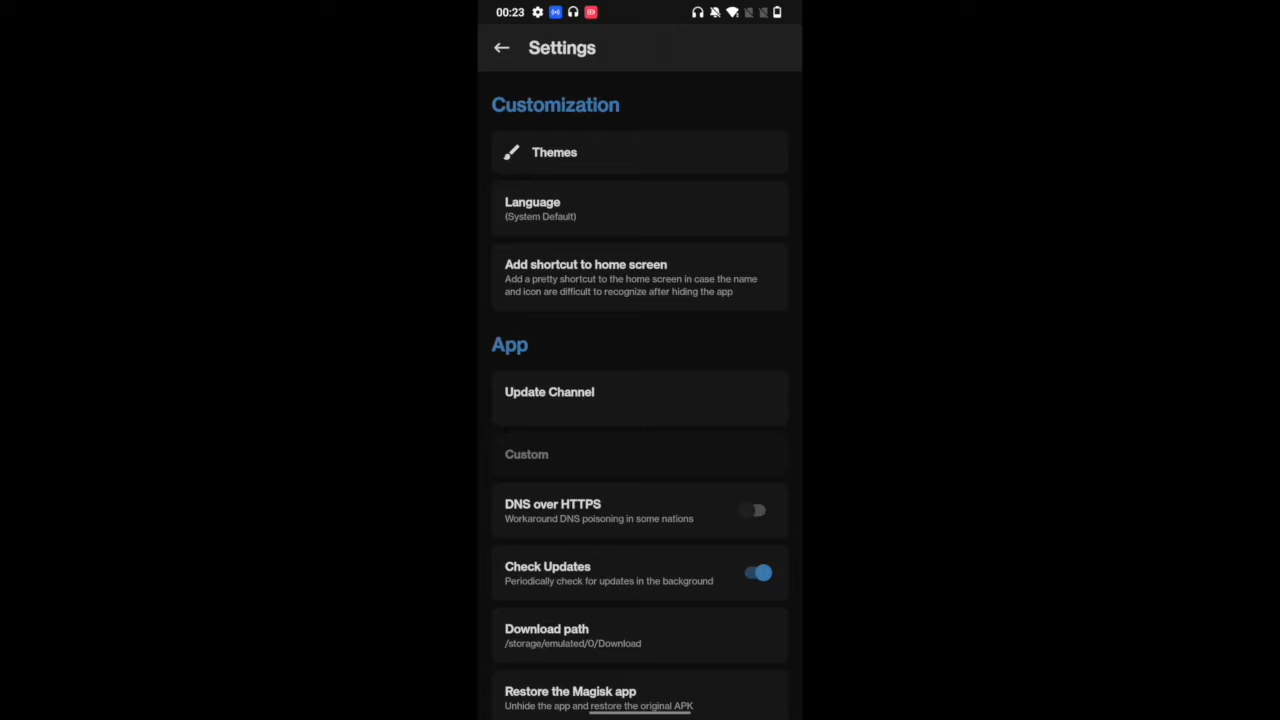 00:23
Settings
Customization
Themes
Language
(System Default)
Add shortcut to home screen
Add a pretty shortcut to the home screen in case the name
and icon are difficult to recognize after hiding the app
App
Update Channel
Custom
DNS over HTTPS
Workaround DNS poisoning in some nations
Check Updates
Periodically check for updates in the background
Download path
/storage/emulated/0/Download
Restore the Magisk app
Unhide the app and restore the original APK